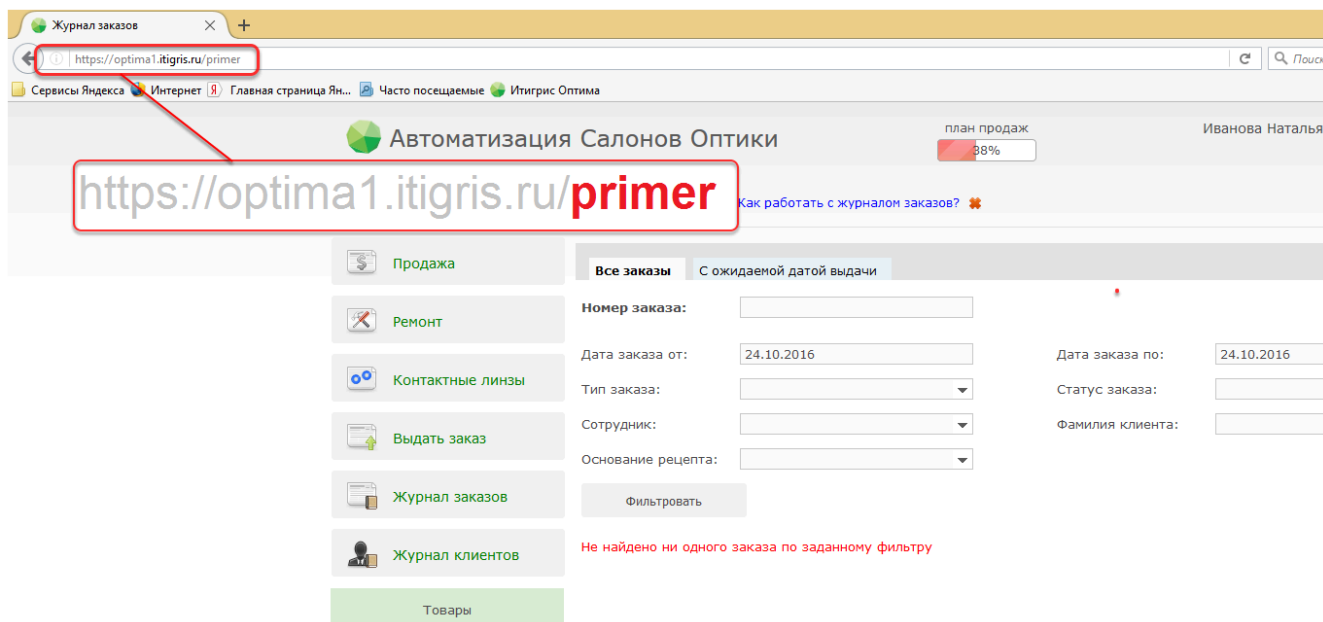 Журнал заказов
https://optima1.itigris.ru/primer
Поиск
Сервисы Яндекса Интернет Главная страница Ян... Часто посещаемые Итигрис Оптима
Автоматизация Салонов Оптики
план продаж
38%
Иванова Наталья
https://optima1.itigris.ru/primer
Как работать с журналом заказов?
Продажа
Ремонт
Контактные линзы
Выдать заказ
Журнал заказов
Журнал клиентов
Товары
Все заказы С ожидаемой датой выдачи
Номер заказа:
Дата заказа от: 24.10.2016 Дата заказа по: 24.10.2016
Тип заказа: Статус заказа:
Сотрудник: Фамилия клиента:
Основание рецепта:
Фильтровать
Не найдено ни одного заказа по заданному фильтру